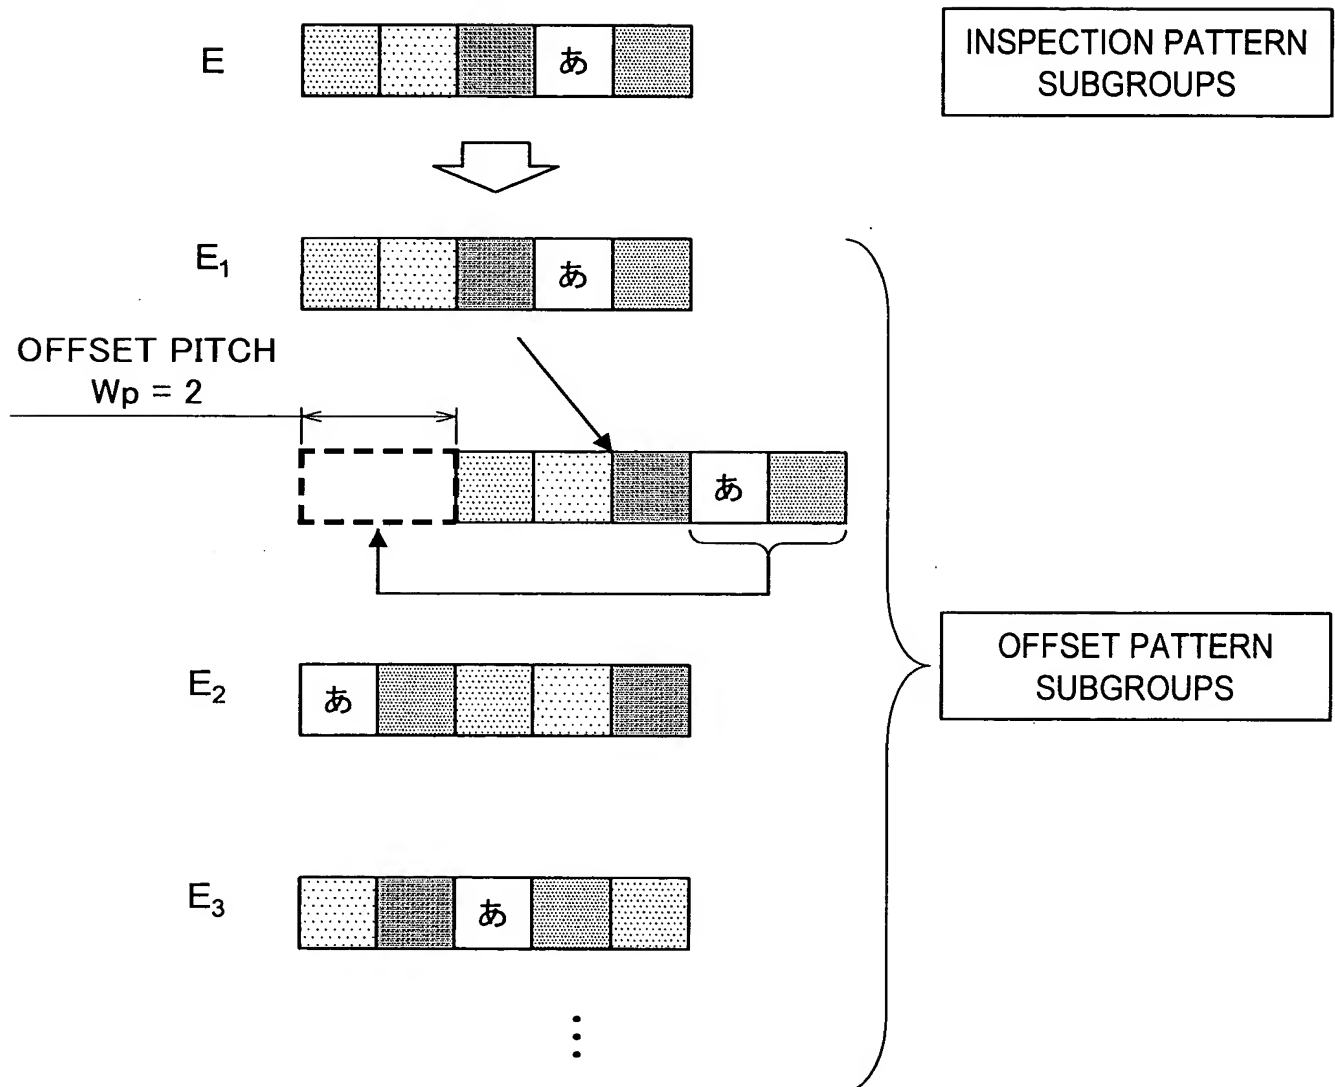 E
あ
INSPECTION PATTERN
SUBGROUPS
E₁
あ
OFFSET PITCH
Wp = 2
あ
E₂
あ
OFFSET PATTERN
SUBGROUPS
E₃
あ